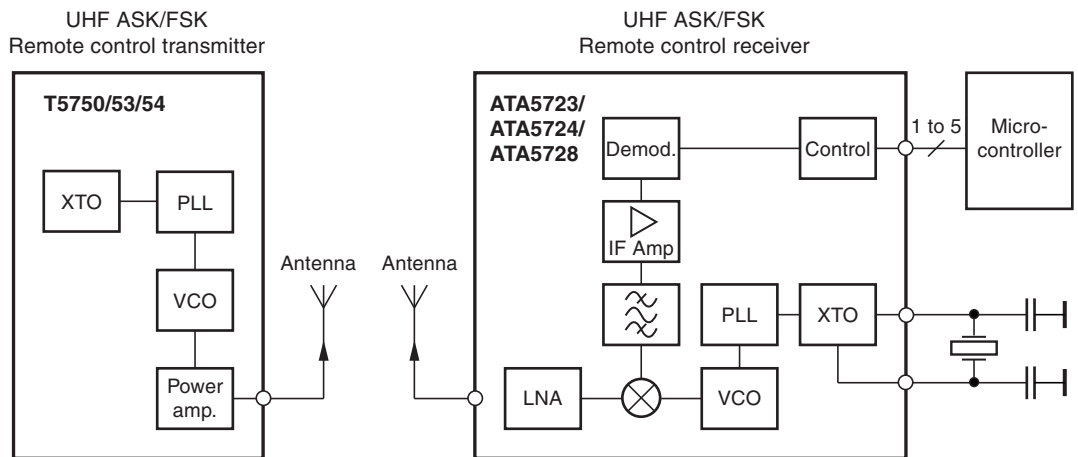 UHF ASK/FSK
Remote control transmitter
T5750/53/54
XTO
PLL
VCO
Power
amp.
Antenna
Antenna
UHF ASK/FSK
Remote control receiver
ATA5723/
ATA5724/
ATA5728
Demod.
Control
IF Amp
PLL
XTO
LNA
VCO
1 to 5
Micro-
controller